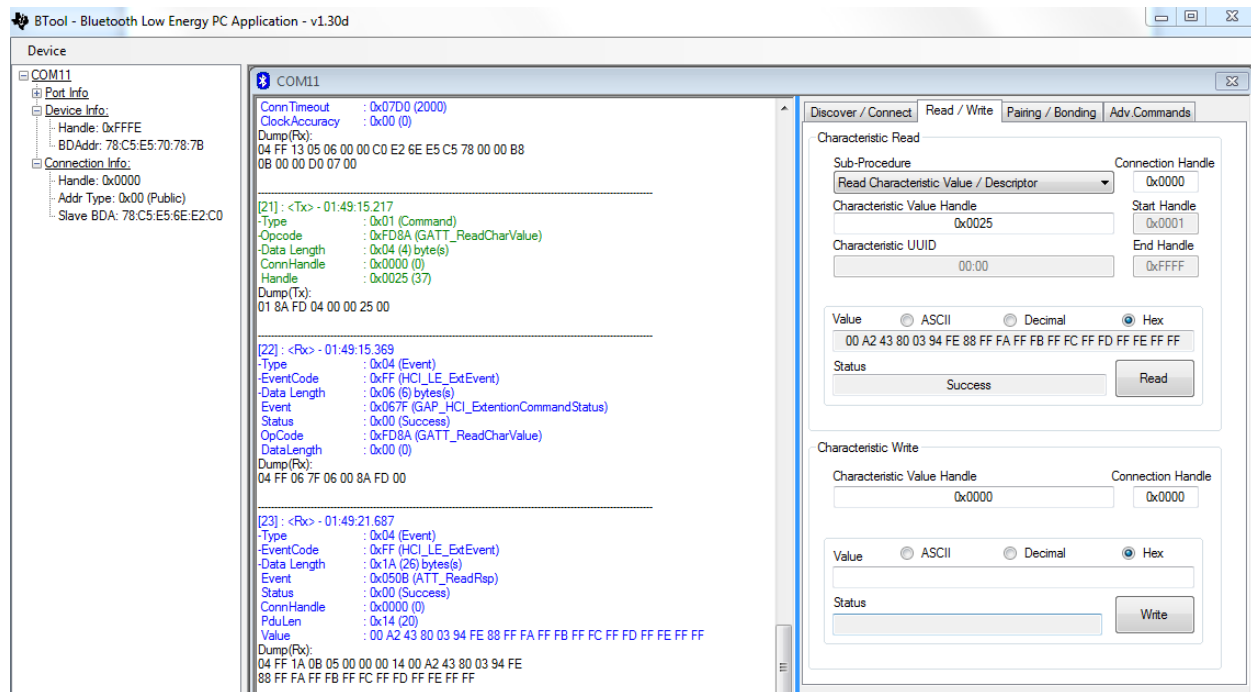 BTool - Bluetooth Low Energy PC Application - v1.30d
Device
COM11
Port Info
Device Info:
Handle: 0xFFFE
BDAddr: 78:C5:E5:70:78:7B
Connection Info:
Handle: 0x0000
Addr Type: 0x00 (Public)
Slave BDA: 78:C5:E5:6E:E2:C0
COM11
ConnTimeout : 0x07D0 (2000)
ClockAccuracy : 0x00 (0)
Dump(Rx):
04 FF 13 05 06 00 00 C0 E2 6E E5 C5 78 00 00 B8
0B 00 00 D0 07 00
[21] : <Tx> - 01:49:15.217
-Type : 0x01 (Command)
-Opcode : 0xFD8A (GATT_ReadCharValue)
-Data Length : 0x04 (4) byte(s)
ConnHandle : 0x0000 (0)
Handle : 0x0025 (37)
Dump(Tx):
01 8A FD 04 00 00 25 00
[22] : <Rx> - 01:49:15.369
-Type : 0x04 (Event)
-EventCode : 0xFF (HCI_LE_ExtEvent)
-Data Length : 0x06 (6) bytes(s)
Event : 0x067F (GAP_HCI_ExtentionCommandStatus)
Status : 0x00 (Success)
OpCode : 0xFD8A (GATT_ReadCharValue)
DataLength : 0x00 (0)
Dump(Rx):
04 FF 06 7F 06 00 8A FD 00
[23] : <Rx> - 01:49:21.687
-Type : 0x04 (Event)
-EventCode : 0xFF (HCI_LE_ExtEvent)
-Data Length : 0x1A (26) bytes(s)
Event : 0x050B (ATT_ReadRsp)
Status : 0x00 (Success)
ConnHandle : 0x0000 (0)
PduLen : 0x14 (20)
Value : 00 A2 43 80 03 94 FE 88 FF FA FF FB FF FC FF FD FF FE FF FF
Dump(Rx):
04 FF 1A 0B 05 00 00 00 14 00 A2 43 80 03 94 FE
88 FF FA FF FB FF FC FF FD FF FE FF FF
Discover / Connect Read / Write Pairing / Bonding Adv.Commands
Characteristic Read
Sub-Procedure Connection Handle
Read Characteristic Value / Descriptor 0x0000
Characteristic Value Handle Start Handle
0x0025 0x0001
Characteristic UUID End Handle
00:00 0xFFFF
Value ASCII Decimal Hex
00 A2 43 80 03 94 FE 88 FF FA FF FB FF FC FF FD FF FE FF FF
Status
Success Read
Characteristic Write
Characteristic Value Handle Connection Handle
0x0000 0x0000
Value ASCII Decimal Hex
Status
Write